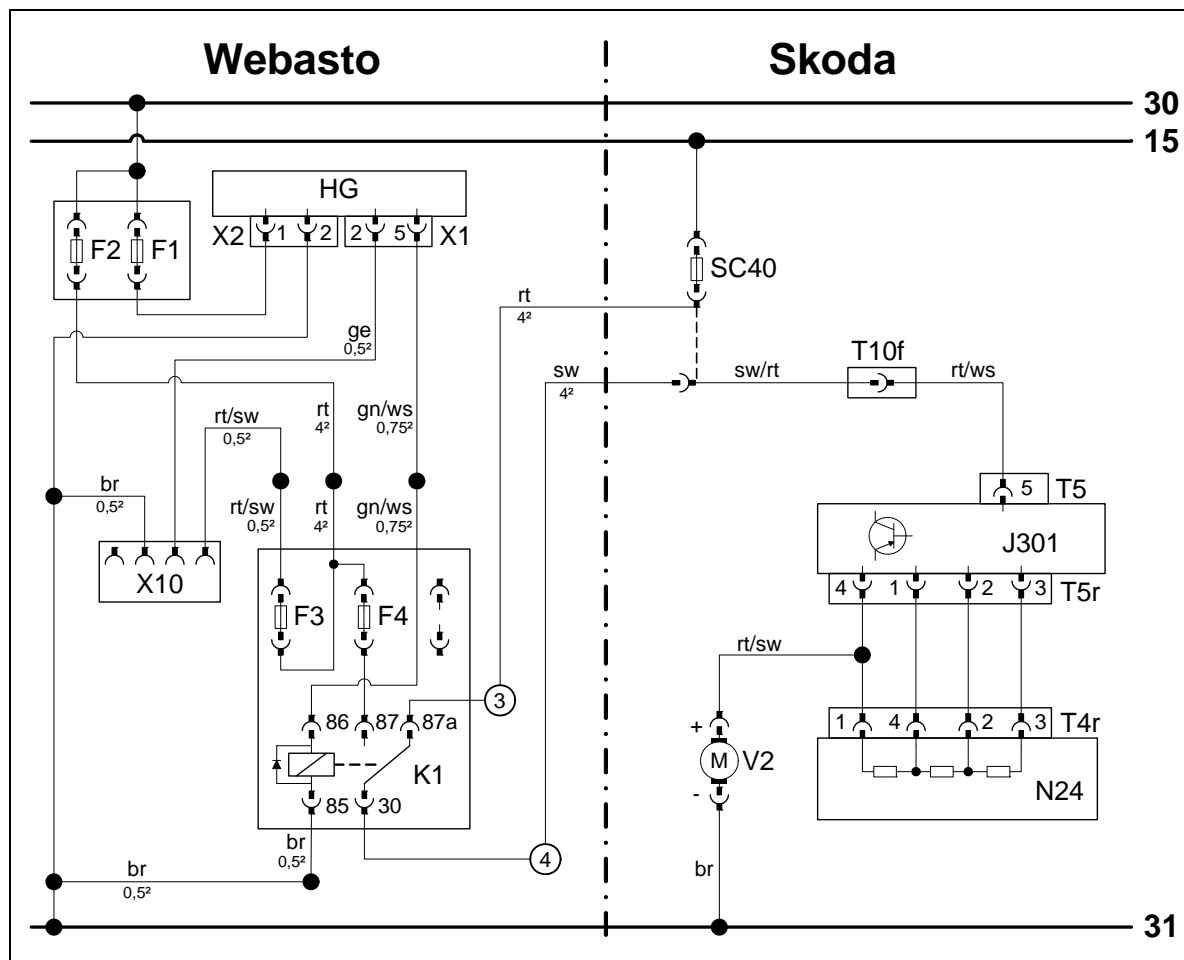 Webasto
Skoda
30
15
HG
X2 1 2 2 5 X1
F2 F1
SC40
rt
4²
ge
0,5²
T10f
sw
4²
sw/rt
rt/ws
rt/sw
0,5²
rt
4²
gn/ws
0,75²
br
0,5²
rt/sw
0,5²
rt
4²
gn/ws
0,75²
5 T5
J301
X10
4 1 2 3 T5r
F3 F4
rt/sw
3
86 87 87a
1 4 2 3 T4r
+
M V2
-
K1
N24
85 30
br
0,5²
4
br
0,5²
br
31